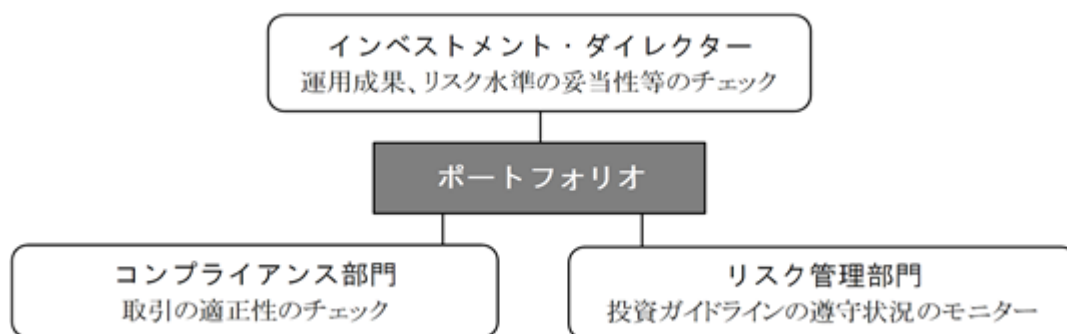 インベストメント・ダイレクター
運用成果、リスク水準の妥当性等のチェック
ポートフォリオ
コンプライアンス部門
取引の適正性のチェック
リスク管理部門
投資ガイドラインの遵守状況のモニター